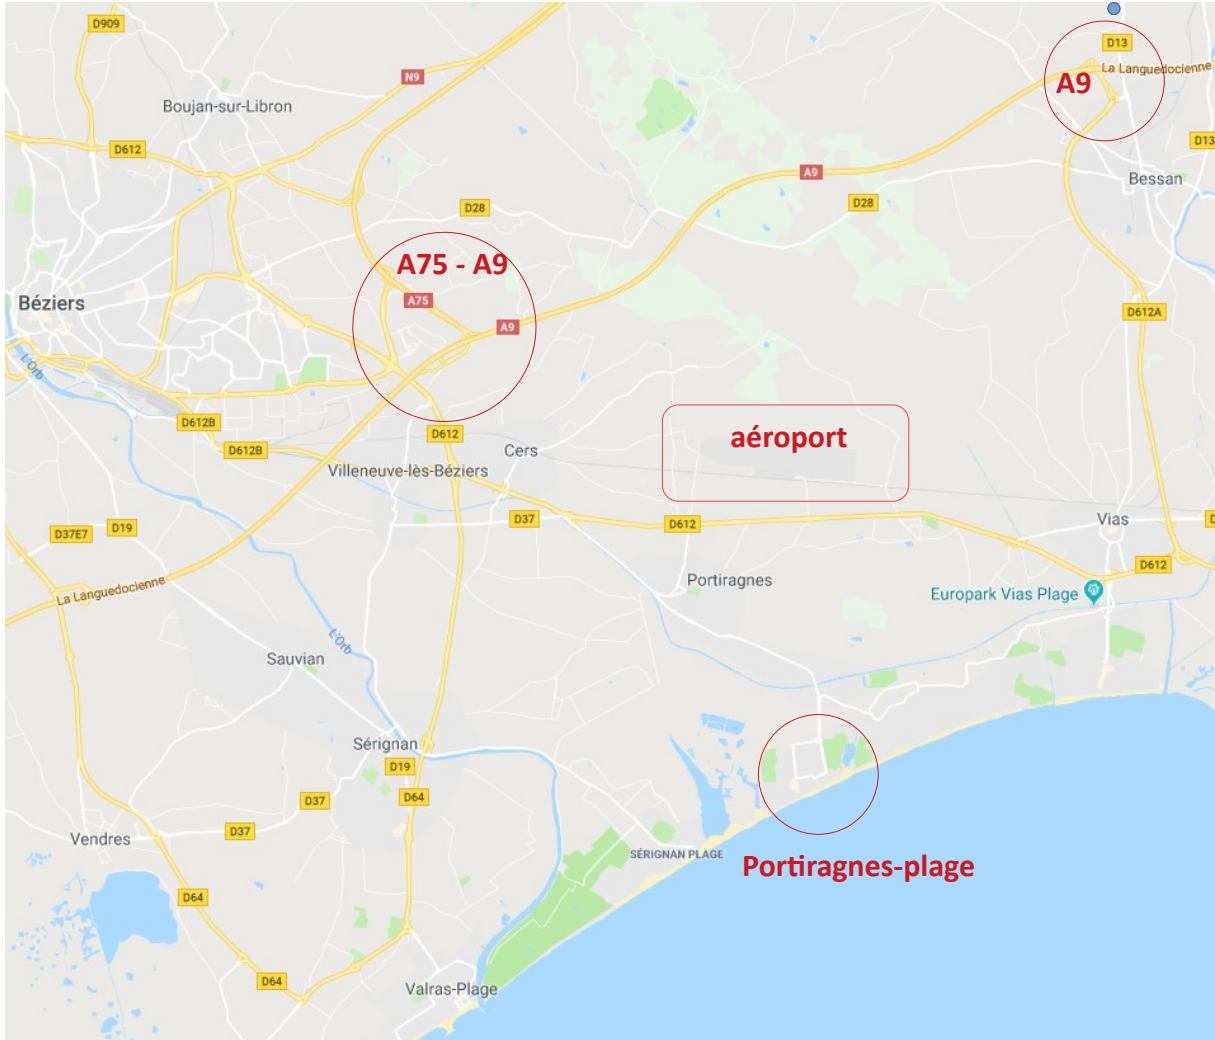 D909
D13
La Languedocienne
N9
A9
Boujan-sur-Libron
D612
D13
A9
Bessan
D28
D28
A75 - A9
Béziers
A75
A9
D612A
L'Orb
D612B
D612
aéroport
D612B
Cers
Villeneuve-lès-Béziers
D37E7
D19
D37
D612
Vias
D
La Languedocienne
Portiragnes
D612
Europark Vias Plage
L'Orb
Sauvian
Sérignan
D19
D64
D37
D37
Vendres
SÉRIGNAN PLAGE
Portiragnes-plage
D64
D64
Valras-Plage